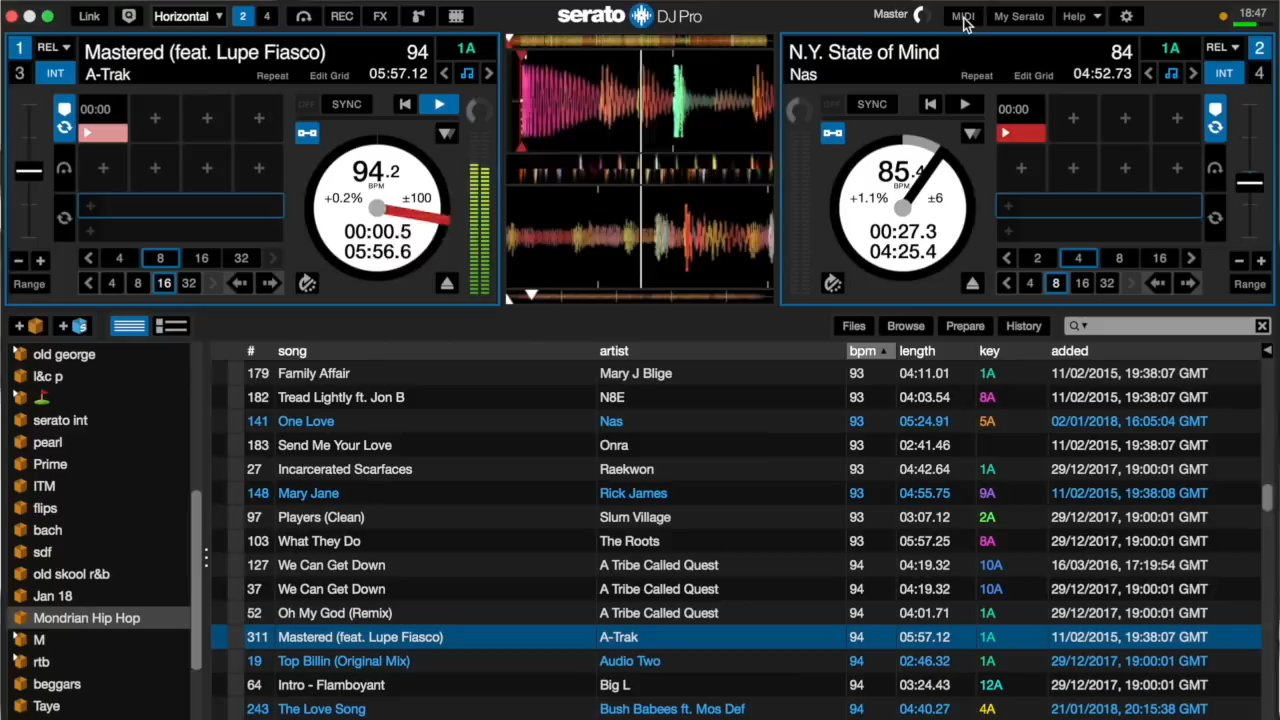 Link Horizontal ▼ 2 4 REC FX serato DJ Pro Master MIDI My Serato Help ▼ 18:47
1 REL ▼ Mastered (feat. Lupe Fiasco) 94 1A
3 INT A-Trak Repeat Edit Grid 05:57.12
N.Y. State of Mind 84 1A REL ▼ 2
Nas Repeat Edit Grid 04:52.73 INT 4
00:00 OFF SYNC
94.2
BPM
+0.2% ±100
00:00.5
05:56.6
4 8 16 32
Range 4 8 16 32
OFF SYNC 00:00
85.4
BPM
+1.1% ±6
00:27.3
04:25.4
2 4 8 16
4 8 16 32 Range
Files Browse Prepare History
old george
l&c p
serato int
pearl
Prime
ITM
flips
bach
sdf
old skool r&b
Jan 18
Mondrian Hip Hop
M
rtb
beggars
Taye
# song artist bpm length key added
179 Family Affair Mary J Blige 93 04:11.01 1A 11/02/2015, 19:38:07 GMT
182 Tread Lightly ft. Jon B N8E 93 04:03.54 8A 11/02/2015, 19:38:07 GMT
141 One Love Nas 93 05:24.91 5A 02/01/2018, 16:05:04 GMT
183 Send Me Your Love Onra 93 02:41.46 11/02/2015, 19:38:07 GMT
27 Incarcerated Scarfaces Raekwon 93 04:42.64 1A 29/12/2017, 19:00:01 GMT
148 Mary Jane Rick James 93 04:55.75 9A 11/02/2015, 19:38:08 GMT
97 Players (Clean) Slum Village 93 03:07.12 2A 29/12/2017, 19:00:01 GMT
103 What They Do The Roots 93 05:57.25 8A 29/12/2017, 19:00:01 GMT
127 We Can Get Down A Tribe Called Quest 94 04:19.32 10A 16/03/2016, 17:19:54 GMT
37 We Can Get Down A Tribe Called Quest 94 04:19.32 10A 29/12/2017, 19:00:01 GMT
52 Oh My God (Remix) A Tribe Called Quest 94 04:01.71 1A 29/12/2017, 19:00:01 GMT
311 Mastered (feat. Lupe Fiasco) A-Trak 94 05:57.12 1A 11/02/2015, 19:38:07 GMT
19 Top Billin (Original Mix) Audio Two 94 02:46.32 1A 29/12/2017, 19:00:01 GMT
64 Intro - Flamboyant Big L 94 03:24.43 12A 29/12/2017, 19:00:01 GMT
243 The Love Song Bush Babees ft. Mos Def 94 04:40.27 4A 21/01/2018, 20:15:38 GMT